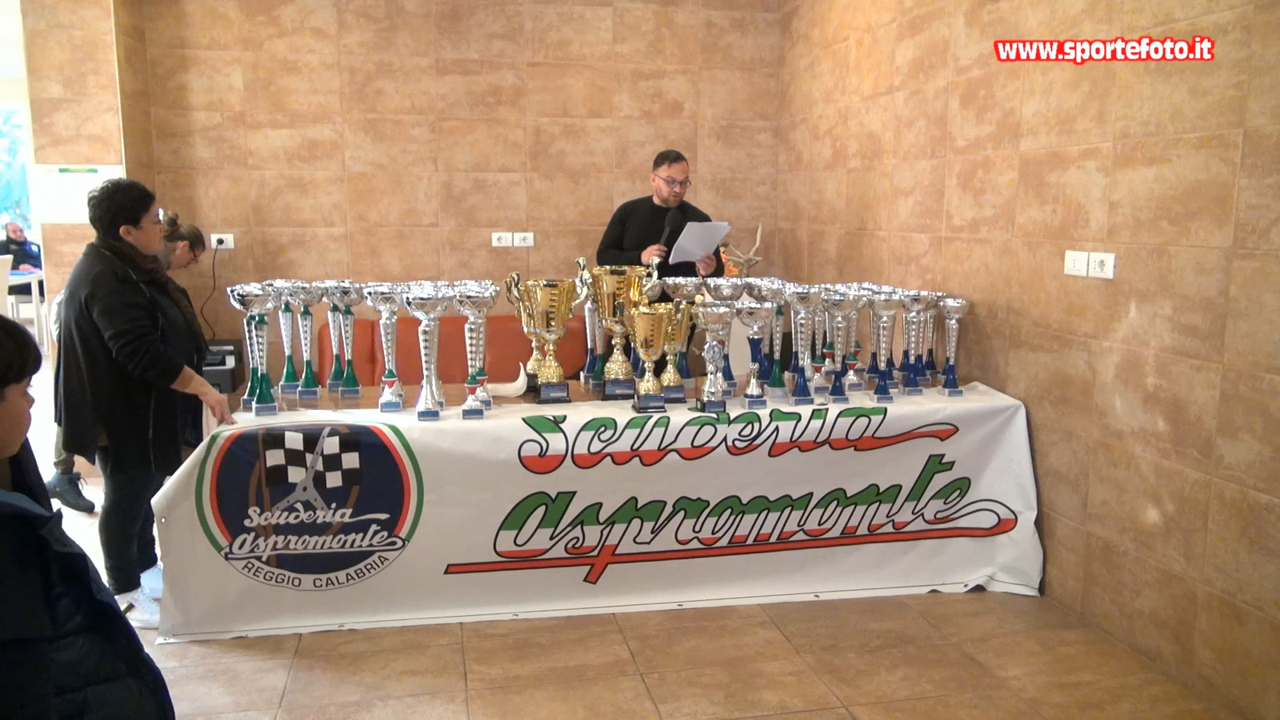 www.sportefoto.it
Scuderia
Aspromonte
Scuderia
Aspromonte
REGGIO CALABRIA